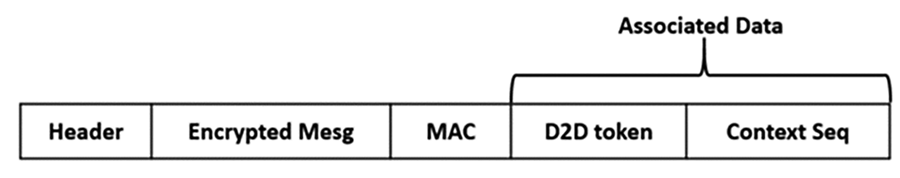 Associated Data
Header Encrypted Mesg MAC D2D token Context Seq